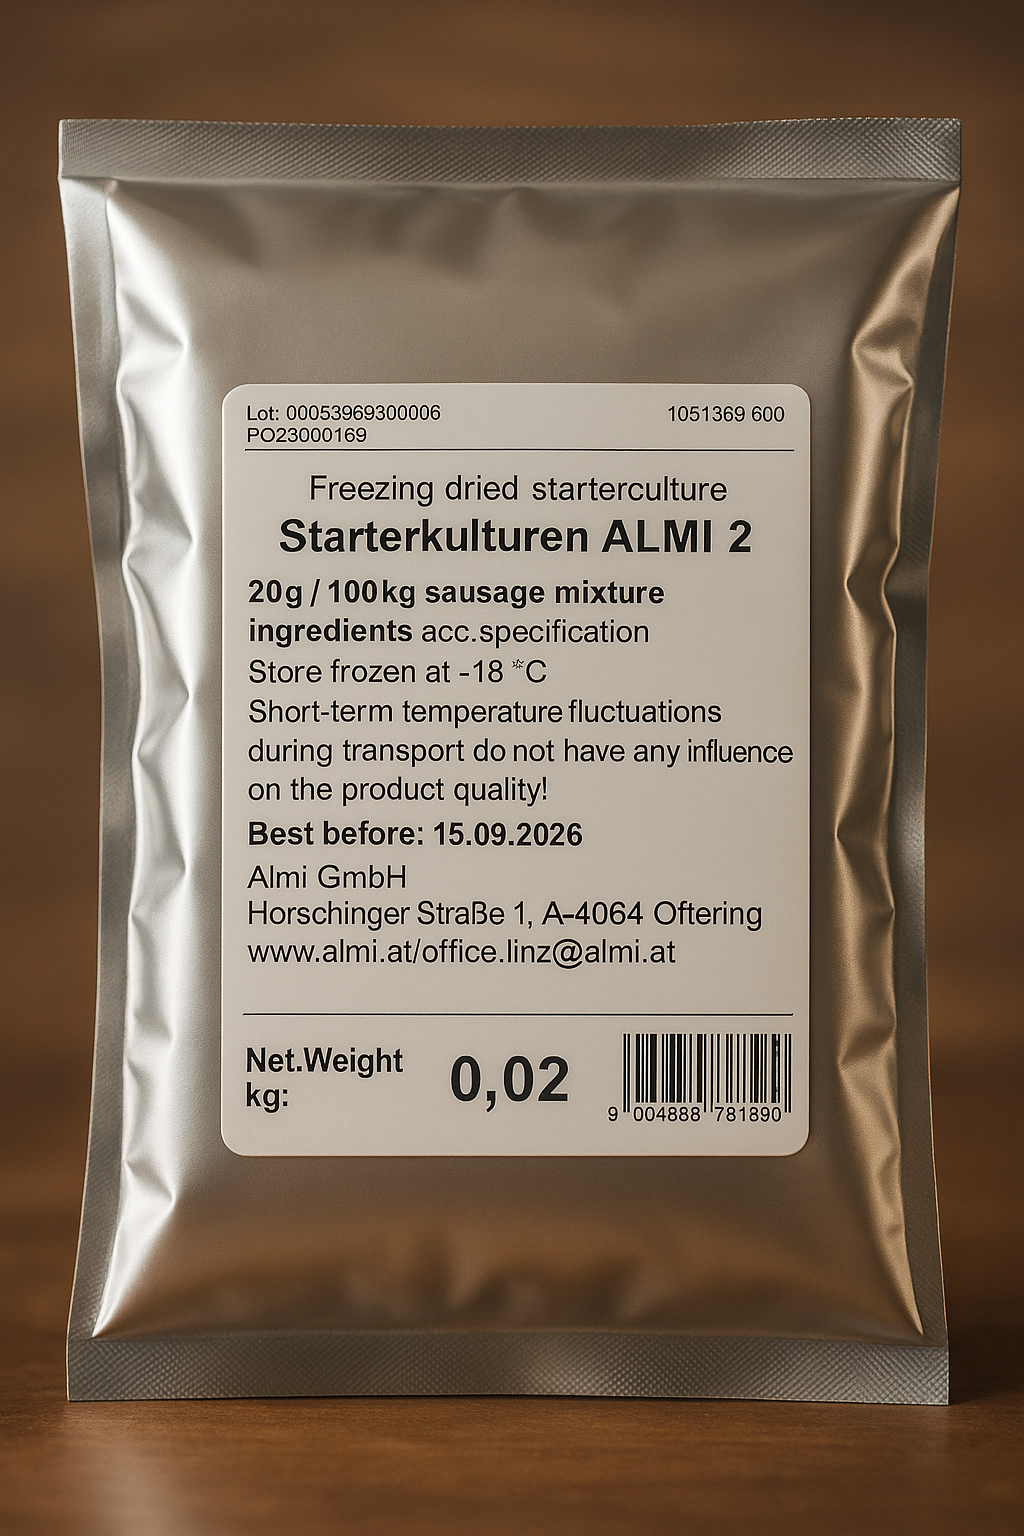 Lot: 00053969300006
1051369 600
PO23000169
Freezing dried starterculture
Starterkulturen ALMI 2
20g / 100kg sausage mixture
ingredients acc.specification
Store frozen at -18 °C
Short-term temperature fluctuations
during transport do not have any influence
on the product quality!
Best before: 15.09.2026
Almi GmbH
Horschinger Straße 1, A–4064 Oftering
www.almi.at/office.linz@almi.at
Net.Weight
kg:
0,02
9 004888 781890